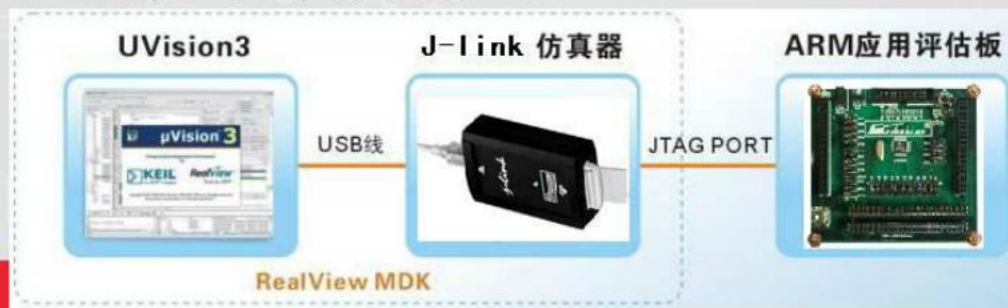 UVision3
J-link 仿真器
ARM应用评估板
µVision 3
KEIL
RealView
USB线
J-Link
JTAG PORT
RealView MDK